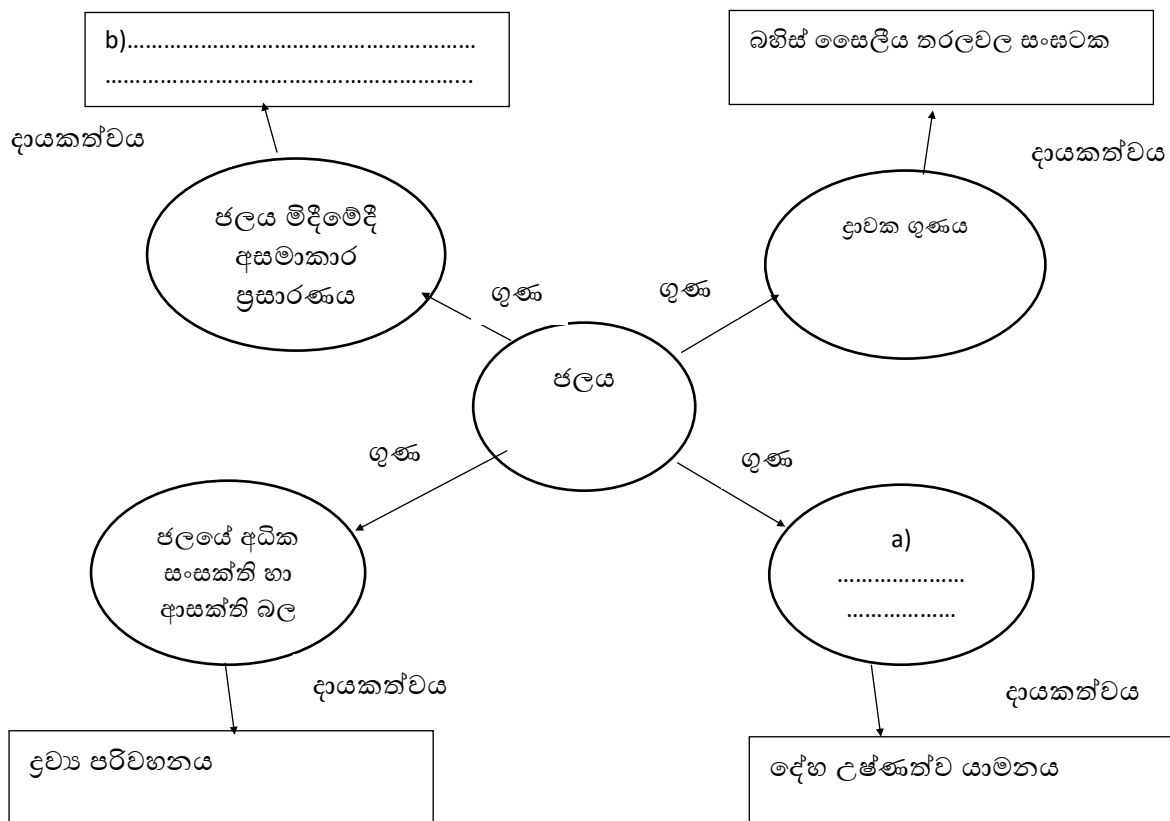 b)……………………………………………………
………………………………………………………
බහිස් සෛලීය තරලවල සංඝටක
දායකත්වය
දායකත්වය
ජලය මිදීමේදී
අසමාකාර
ප්‍රසාරණය
ද්‍රාවක ගුණය
ගුණ
ගුණ
ජලය
ගුණ
ගුණ
ජලයේ අධික
සංසක්ති හා
ආසක්ති බල
a)
…………………
………………
දායකත්වය
දායකත්වය
ද්‍රව්‍ය පරිවහනය
දේහ උෂ්ණත්ව යාමනය